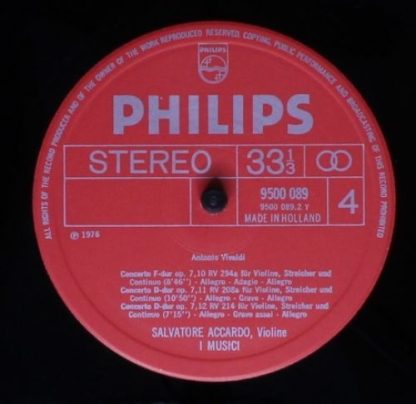 ALL RIGHTS OF THE RECORD PRODUCER AND OF THE OWNER OF THE WORK REPRODUCED RESERVED. COPYING, PUBLIC PERFORMANCE AND BROADCASTING OF THIS RECORD PROHIBITED
PHILIPS
PHILIPS
STEREO 33 1/3
9500 089
9500 089.2 Y
MADE IN HOLLAND
4
℗ 1976
Antonio Vivaldi
Concerto F-dur op. 7,10 RV 294a für Violine, Streicher und
Continuo (8'46'') - Allegro - Adagio - Allegro
Concerto D-dur op. 7,11 RV 208a für Violine, Streicher und
Continuo (10'50'') - Allegro - Grave - Allegro
Concerto D-dur op. 7,12 RV 214 für Violine, Streicher und
Continuo (7'15'') - Allegro - Grave assai - Allegro
SALVATORE ACCARDO, Violine
I MUSICI